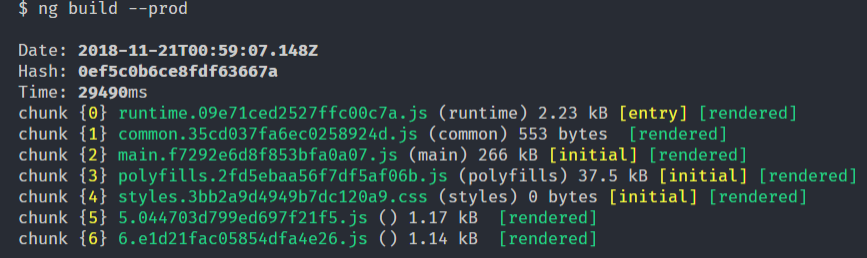 $ ng build --prod
Date: 2018-11-21T00:59:07.148Z
Hash: 0ef5c0b6ce8fdf63667a
Time: 29490ms
chunk {0} runtime.09e71ced2527ffc00c7a.js (runtime) 2.23 kB [entry] [rendered]
chunk {1} common.35cd037fa6ec0258924d.js (common) 553 bytes  [rendered]
chunk {2} main.f7292e6d8f853bfa0a07.js (main) 266 kB [initial] [rendered]
chunk {3} polyfills.2fd5ebaa56f7df5af06b.js (polyfills) 37.5 kB [initial] [rendered]
chunk {4} styles.3bb2a9d4949b7dc120a9.css (styles) 0 bytes [initial] [rendered]
chunk {5} 5.044703d799ed697f21f5.js () 1.17 kB  [rendered]
chunk {6} 6.e1d21fac05854dfa4e26.js () 1.14 kB  [rendered]